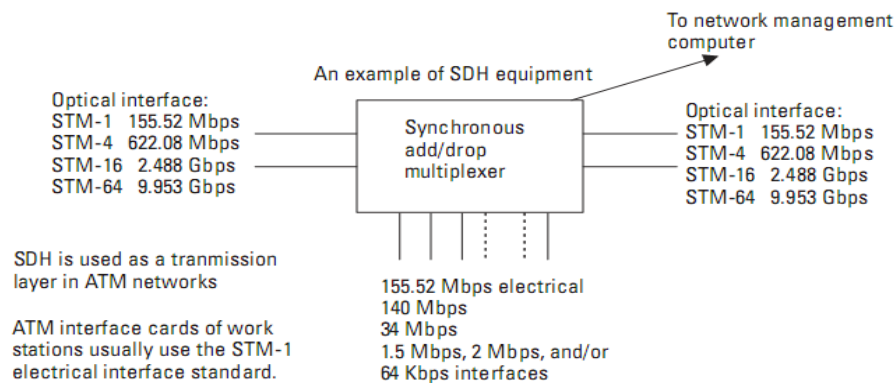 To network management
computer
An example of SDH equipment
Optical interface:
STM-1 155.52 Mbps
STM-4 622.08 Mbps
STM-16 2.488 Gbps
STM-64 9.953 Gbps
Synchronous
add/drop
multiplexer
Optical interface:
STM-1 155.52 Mbps
STM-4 622.08 Mbps
STM-16 2.488 Gbps
STM-64 9.953 Gbps
SDH is used as a tranmission
layer in ATM networks
ATM interface cards of work
stations usually use the STM-1
electrical interface standard.
155.52 Mbps electrical
140 Mbps
34 Mbps
1.5 Mbps, 2 Mbps, and/or
64 Kbps interfaces